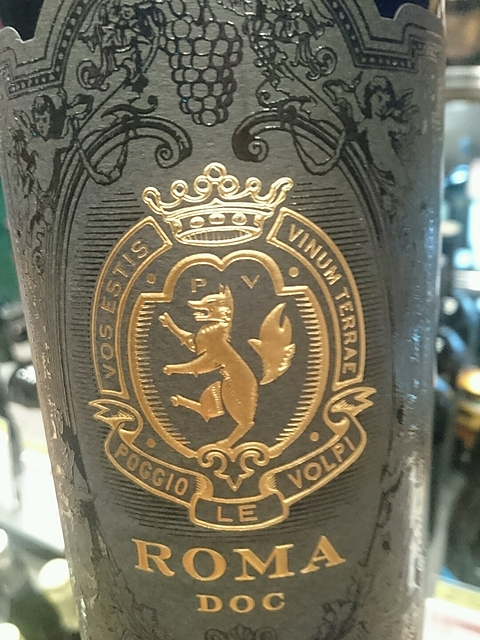 VOS ESTIS
VINUM TERRAE
P V
POGGIO LE VOLPI
ROMA
DOC